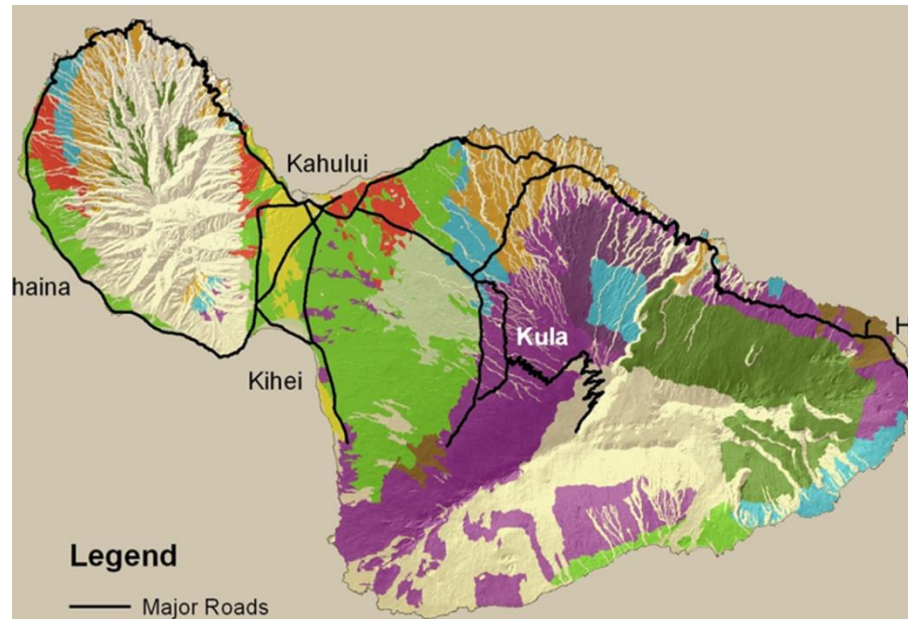 Kahului
haina
Kula
H
Kihei
Legend
Major Roads